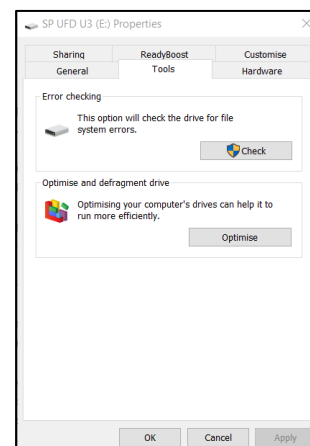 SP UFD U3 (E:) Properties
Sharing ReadyBoost Customise
General Tools Hardware
Error checking
This option will check the drive for file
system errors.
Check
Optimise and defragment drive
Optimising your computer's drives can help it to
run more efficiently.
Optimise
OK Cancel Apply